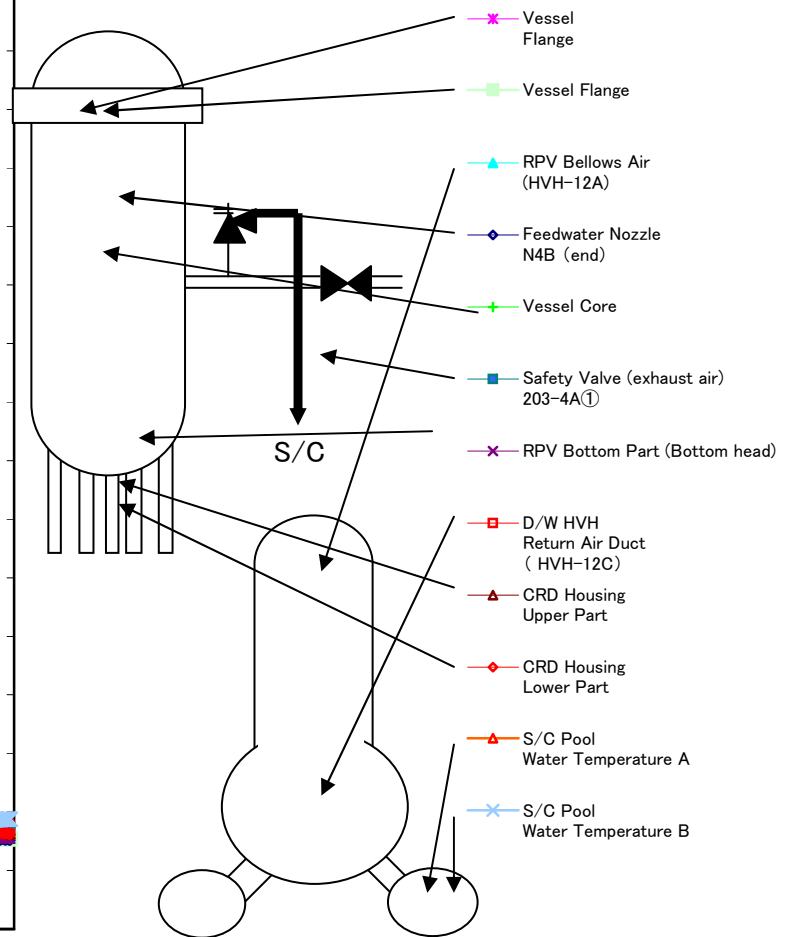 Vessel
Flange
Vessel Flange
RPV Bellows Air
(HVH-12A)
Feedwater Nozzle
N4B (end)
Vessel Core
Safety Valve (exhaust air)
203-4A①
S/C
RPV Bottom Part (Bottom head)
D/W HVH
Return Air Duct
( HVH-12C)
CRD Housing
Upper Part
CRD Housing
Lower Part
S/C Pool
Water Temperature A
S/C Pool
Water Temperature B